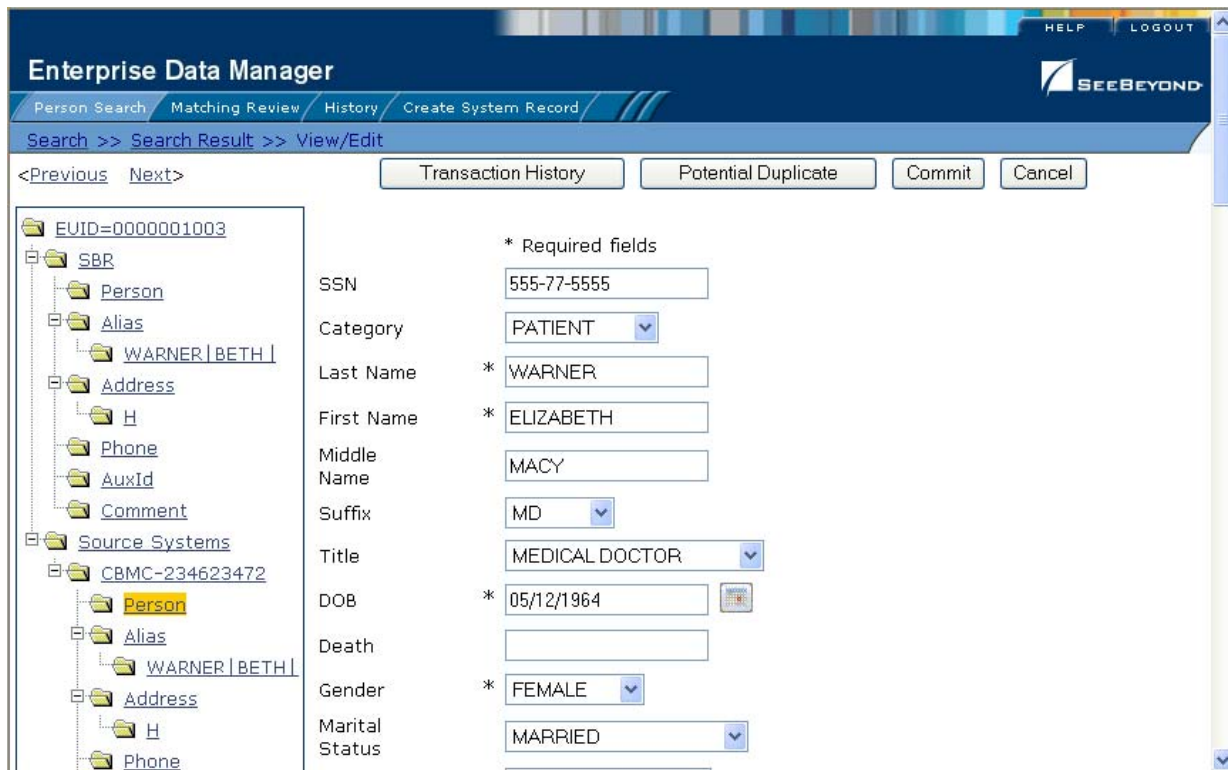 HELP LOGOUT
Enterprise Data Manager
SEEBEYOND
Person Search Matching Review History Create System Record
Search >> Search Result >> View/Edit
<Previous Next> Transaction History Potential Duplicate Commit Cancel
EUID=0000001003
SBR
Person
Alias
WARNER|BETH|
Address
H
Phone
AuxId
Comment
Source Systems
CBMC-234623472
Person
Alias
WARNER|BETH|
Address
H
Phone
* Required fields
SSN 555-77-5555
Category PATIENT
Last Name * WARNER
First Name * ELIZABETH
Middle
Name MACY
Suffix MD
Title MEDICAL DOCTOR
DOB * 05/12/1964
Death
Gender * FEMALE
Marital
Status MARRIED